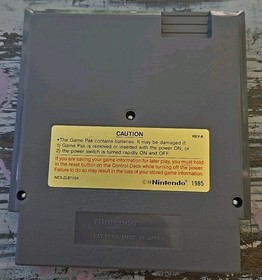 CAUTION
REV-A
•The Game Pak contains batteries. It may be damaged if:
1) Game Pak is removed or inserted with the power ON, or
2) the power switch is turned rapidly ON and OFF.
If you are saving your game information for later play, you must hold
in the reset button on the Control Deck while turning off the power.
Failure to do so may result in the loss of your stored game information.
©®Nintendo® 1985
Nintendo